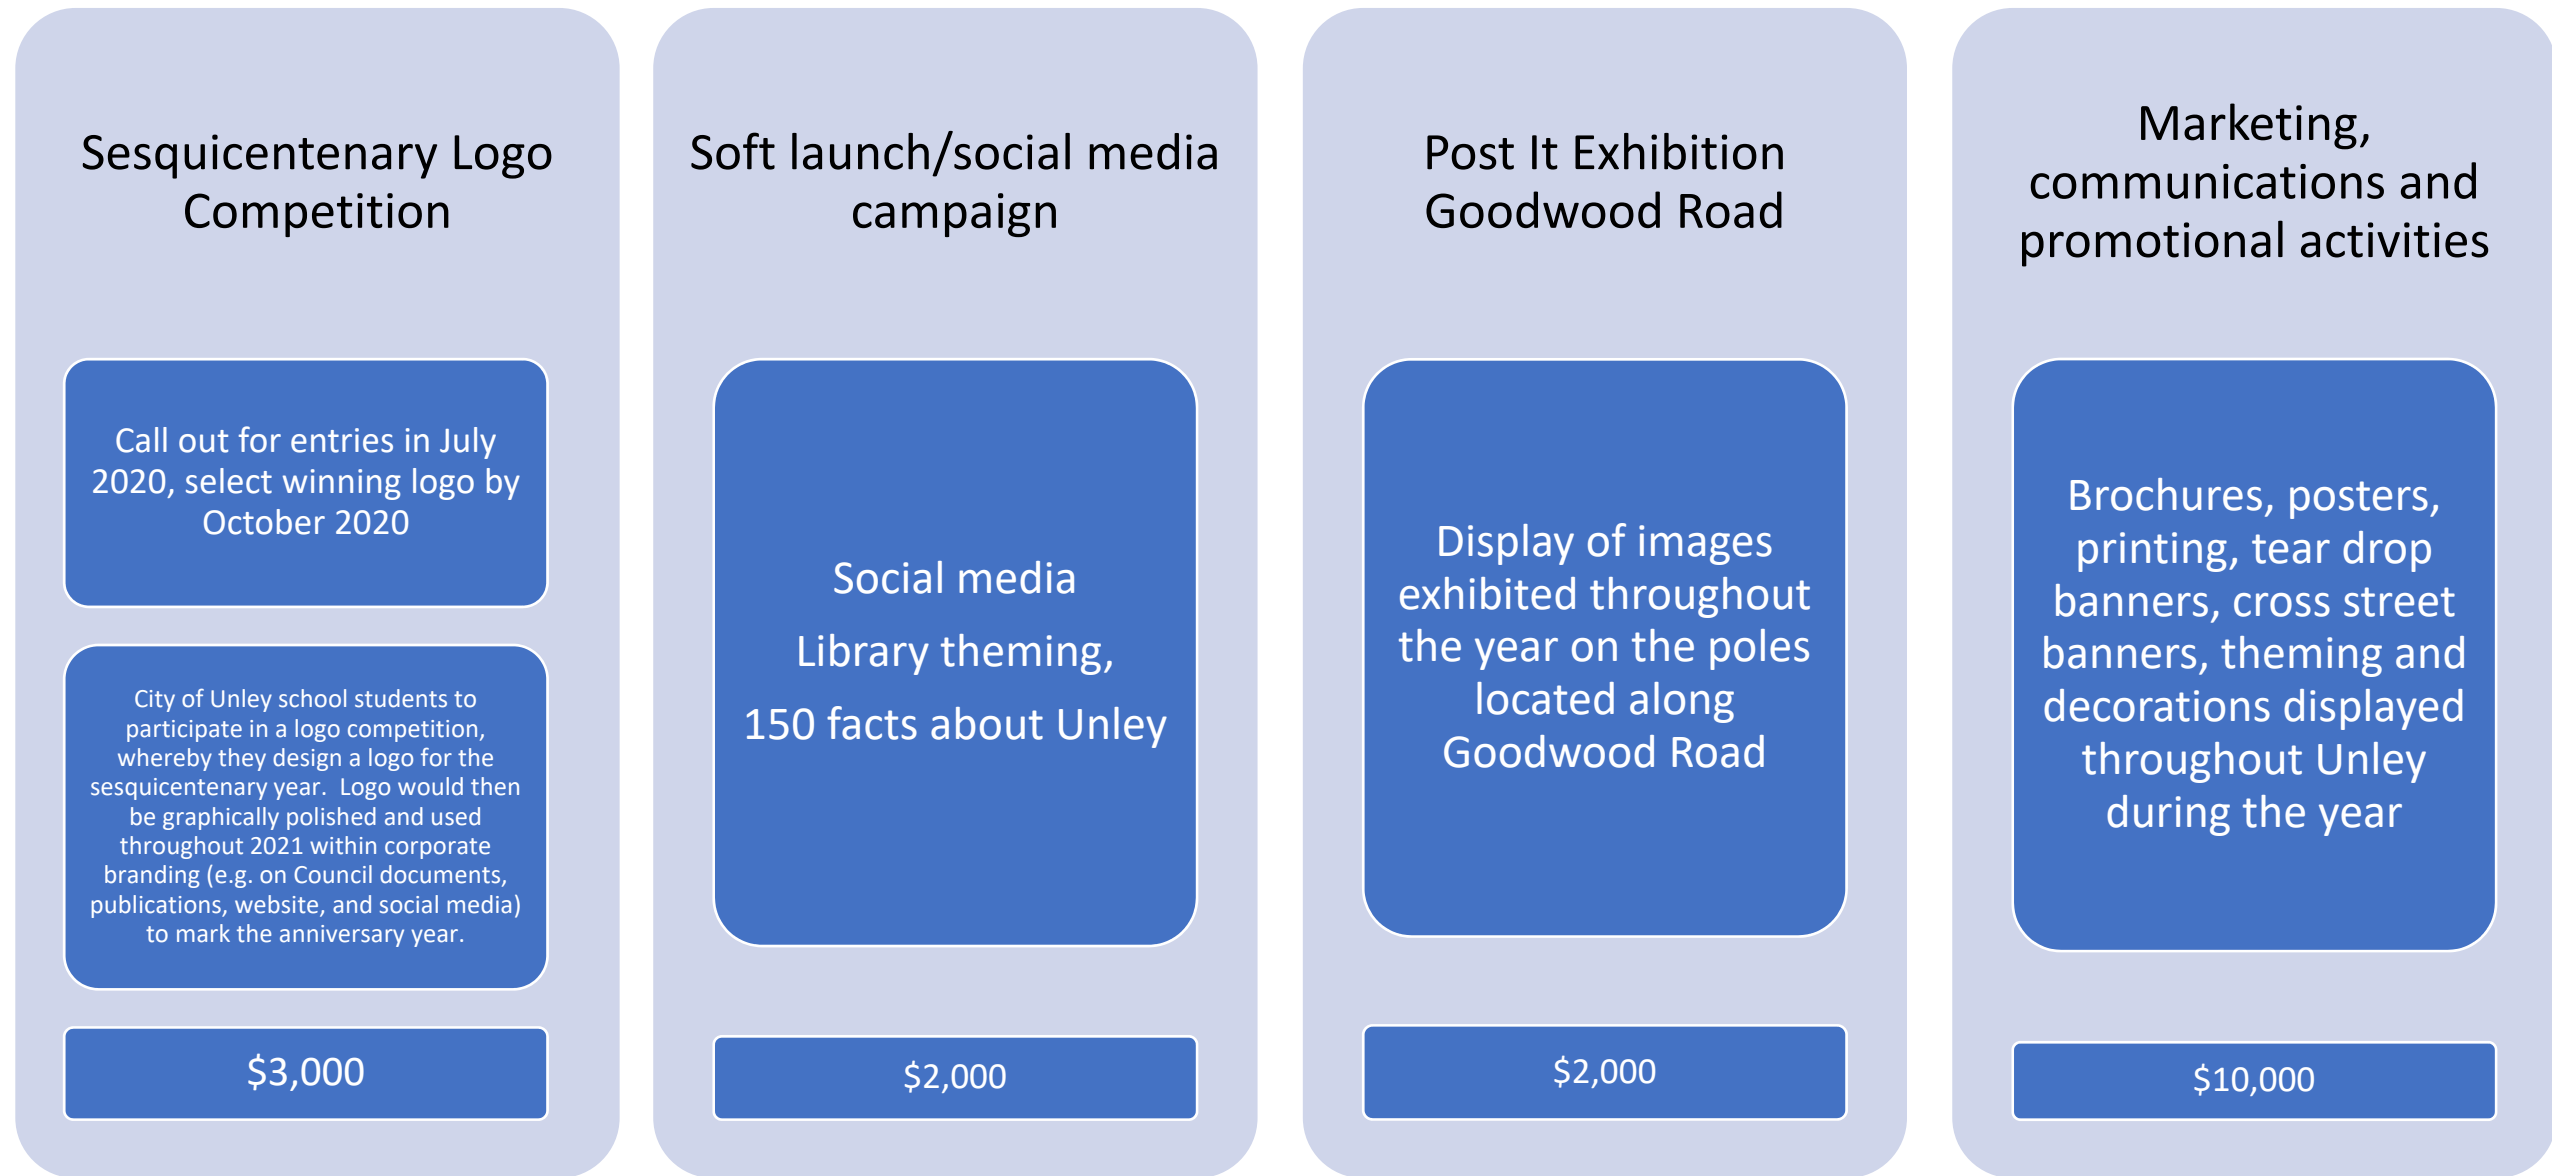 Sesquicentenary Logo
Competition
Call out for entries in July
2020, select winning logo by
October 2020
City of Unley school students to
participate in a logo competition,
whereby they design a logo for the
sesquicentenary year.  Logo would then
be graphically polished and used
throughout 2021 within corporate
branding (e.g. on Council documents,
publications, website, and social media)
to mark the anniversary year.
$3,000
Soft launch/social media
campaign
Social media
Library theming,
150 facts about Unley
$2,000
Post It Exhibition
Goodwood Road
Display of images
exhibited throughout
the year on the poles
located along
Goodwood Road
$2,000
Marketing,
communications and
promotional activities
Brochures, posters,
printing, tear drop
banners, cross street
banners, theming and
decorations displayed
throughout Unley
during the year
$10,000